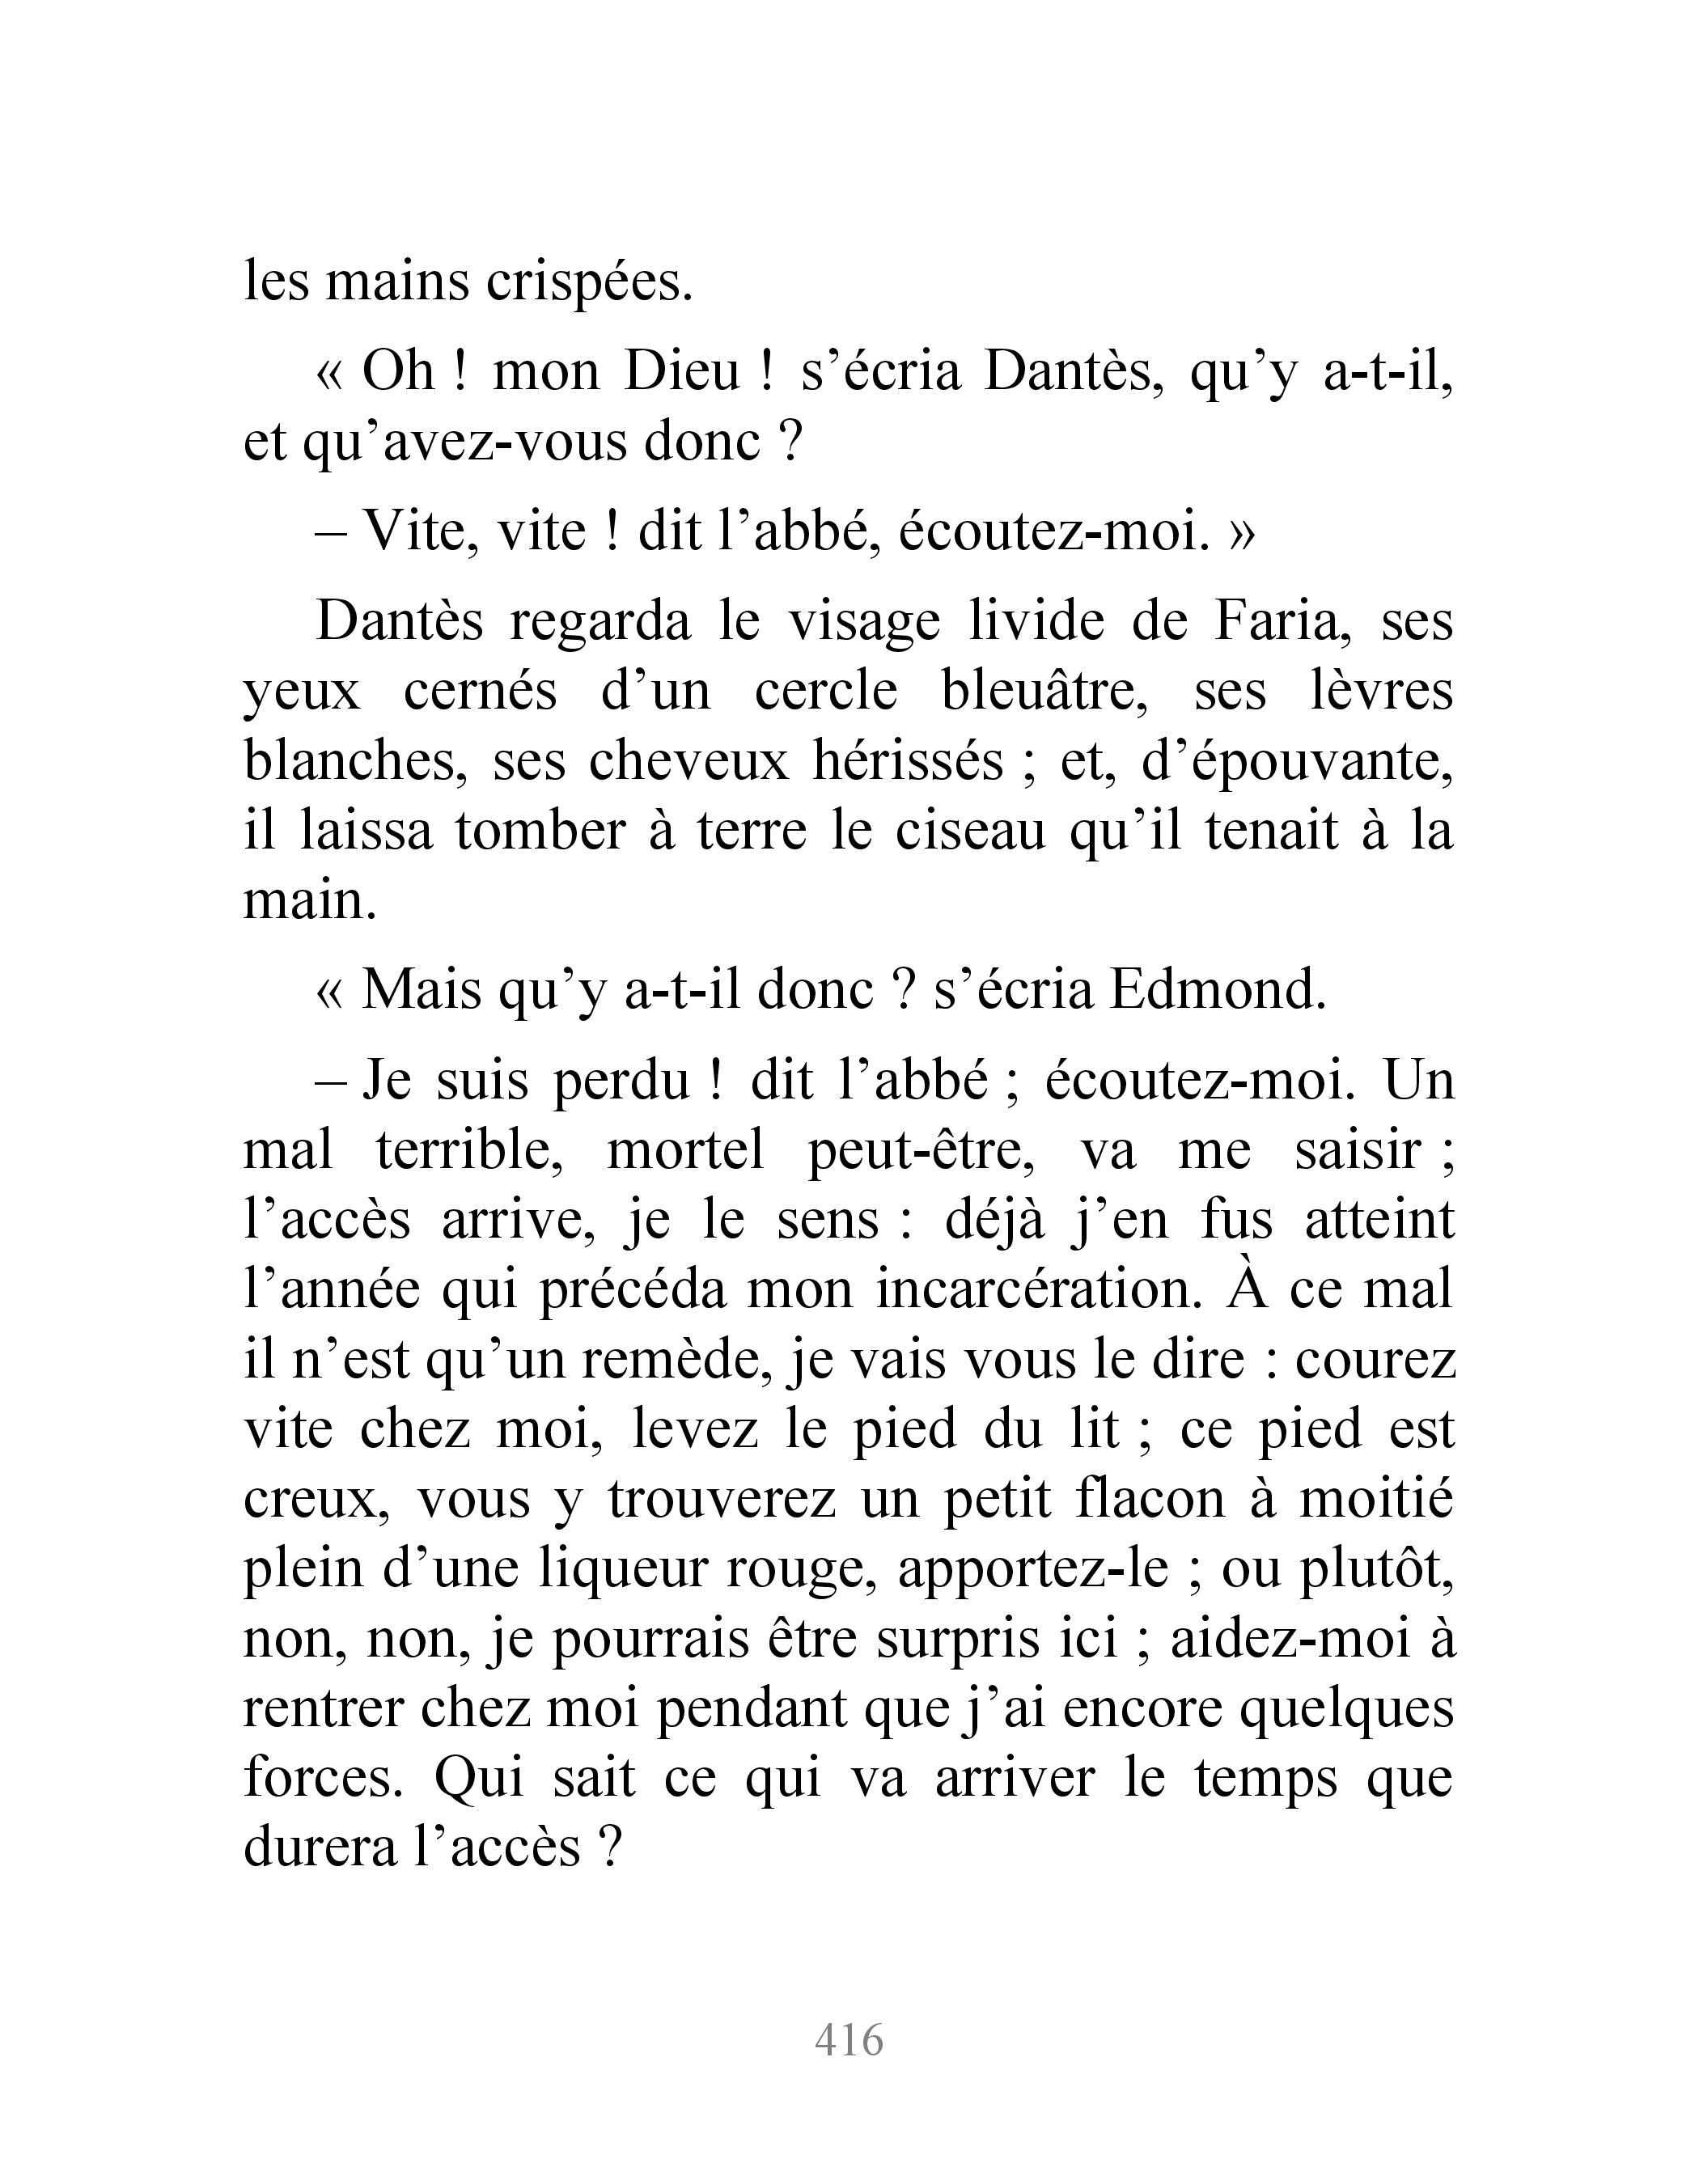 les mains crispées.
« Oh ! mon Dieu ! s’écria Dantès, qu’y a-t-il,
et qu’avez-vous donc ?
– Vite, vite ! dit l’abbé, écoutez-moi. »
Dantès regarda le visage livide de Faria, ses
yeux cernés d’un cercle bleuâtre, ses lèvres
blanches, ses cheveux hérissés ; et, d’épouvante,
il laissa tomber à terre le ciseau qu’il tenait à la
main.
« Mais qu’y a-t-il donc ? s’écria Edmond.
– Je suis perdu ! dit l’abbé ; écoutez-moi. Un
mal terrible, mortel peut-être, va me saisir ;
l’accès arrive, je le sens : déjà j’en fus atteint
l’année qui précéda mon incarcération. À ce mal
il n’est qu’un remède, je vais vous le dire : courez
vite chez moi, levez le pied du lit ; ce pied est
creux, vous y trouverez un petit flacon à moitié
plein d’une liqueur rouge, apportez-le ; ou plutôt,
non, non, je pourrais être surpris ici ; aidez-moi à
rentrer chez moi pendant que j’ai encore quelques
forces. Qui sait ce qui va arriver le temps que
durera l’accès ?
416